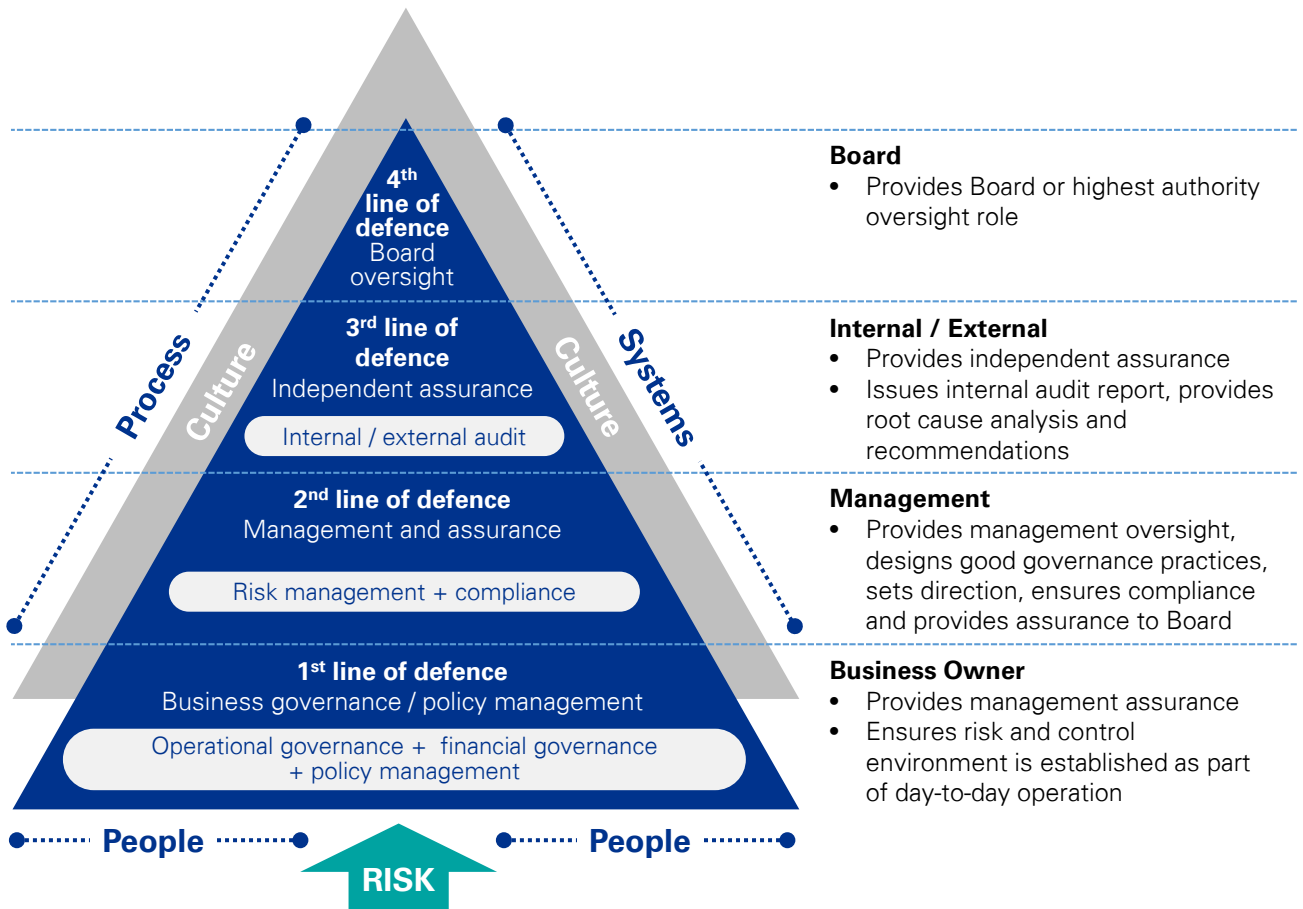 4th
line of
defence
Board
oversight
Board
• Provides Board or highest authority
oversight role
3rd line of
defence
Independent assurance
Internal / external audit
Internal / External
• Provides independent assurance
• Issues internal audit report, provides
root cause analysis and
recommendations
Process
Culture
Culture
Systems
2nd line of defence
Management and assurance
Risk management + compliance
Management
• Provides management oversight,
designs good governance practices,
sets direction, ensures compliance
and provides assurance to Board
1st line of defence
Business governance / policy management
Operational governance + financial governance
+ policy management
Business Owner
• Provides management assurance
• Ensures risk and control
environment is established as part
of day-to-day operation
People
People
RISK